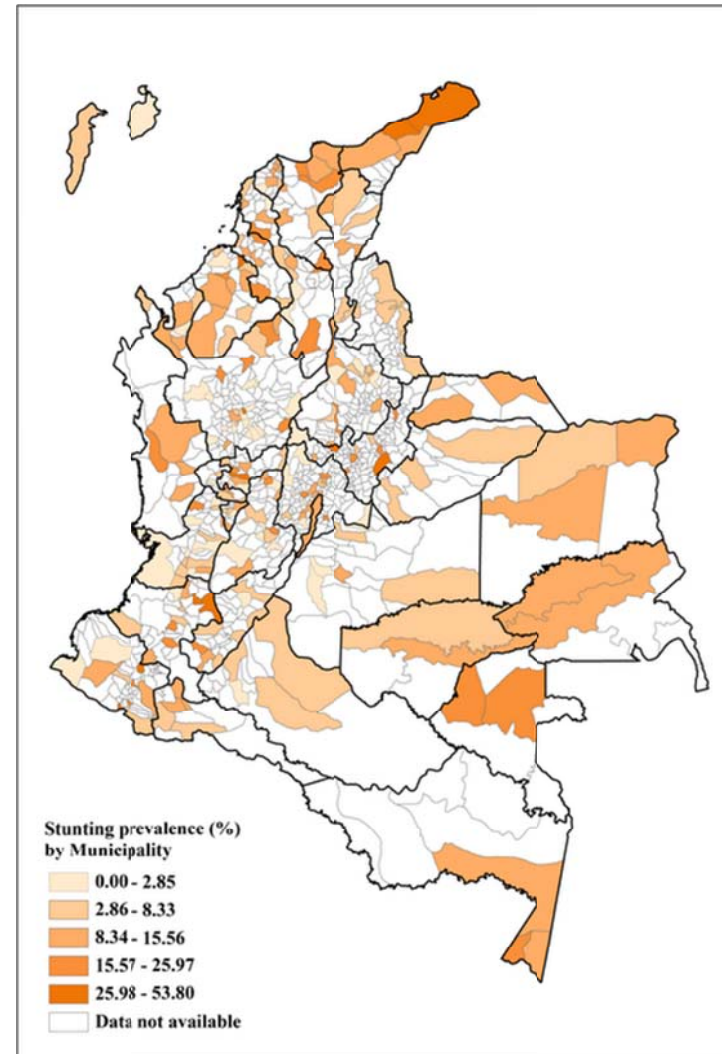 Stunting prevalence (%)
by Municipality
0.00 - 2.85
2.86 - 8.33
8.34 - 15.56
15.57 - 25.97
25.98 - 53.80
Data not available